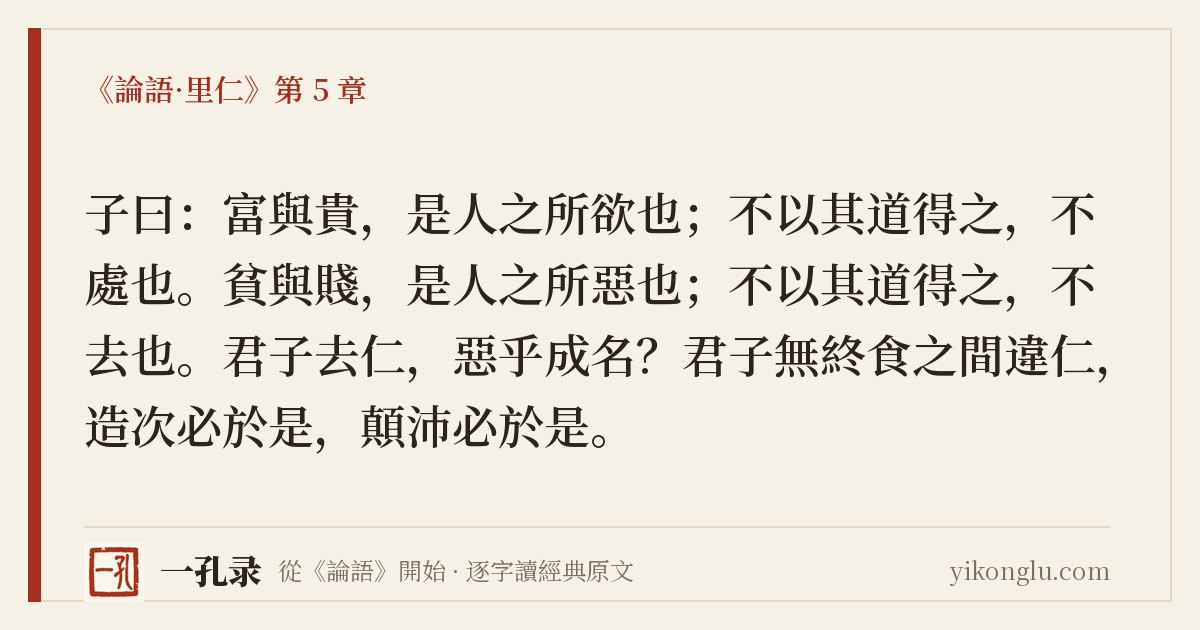 《論語·里仁》第 5 章
子曰：富與貴，是人之所欲也；不以其道得之，不
處也。貧與賤，是人之所惡也；不以其道得之，不
去也。君子去仁，惡乎成名？君子無終食之間違仁，
造次必於是，顛沛必於是。
一孔
一孔录 從《論語》開始 · 逐字讀經典原文 yikonglu.com